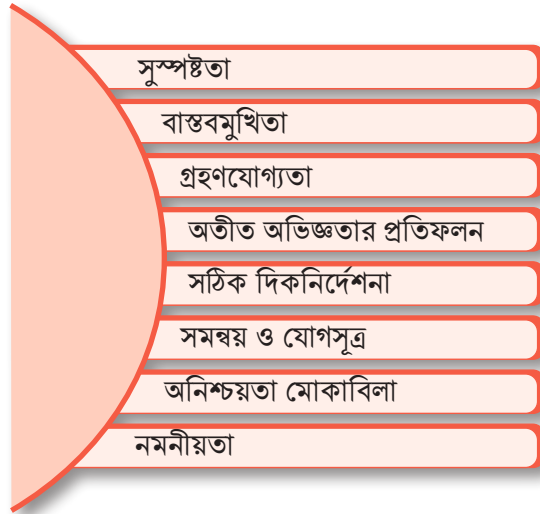 সুস্পষ্টতা
বাস্তবমুখিতা
গ্রহণযোগ্যতা
অতীত অভিজ্ঞতার প্রতিফলন
সঠিক দিকনির্দেশনা
সমন্বয় ও যোগসূত্র
অনিশ্চয়তা মোকাবিলা
নমনীয়তা